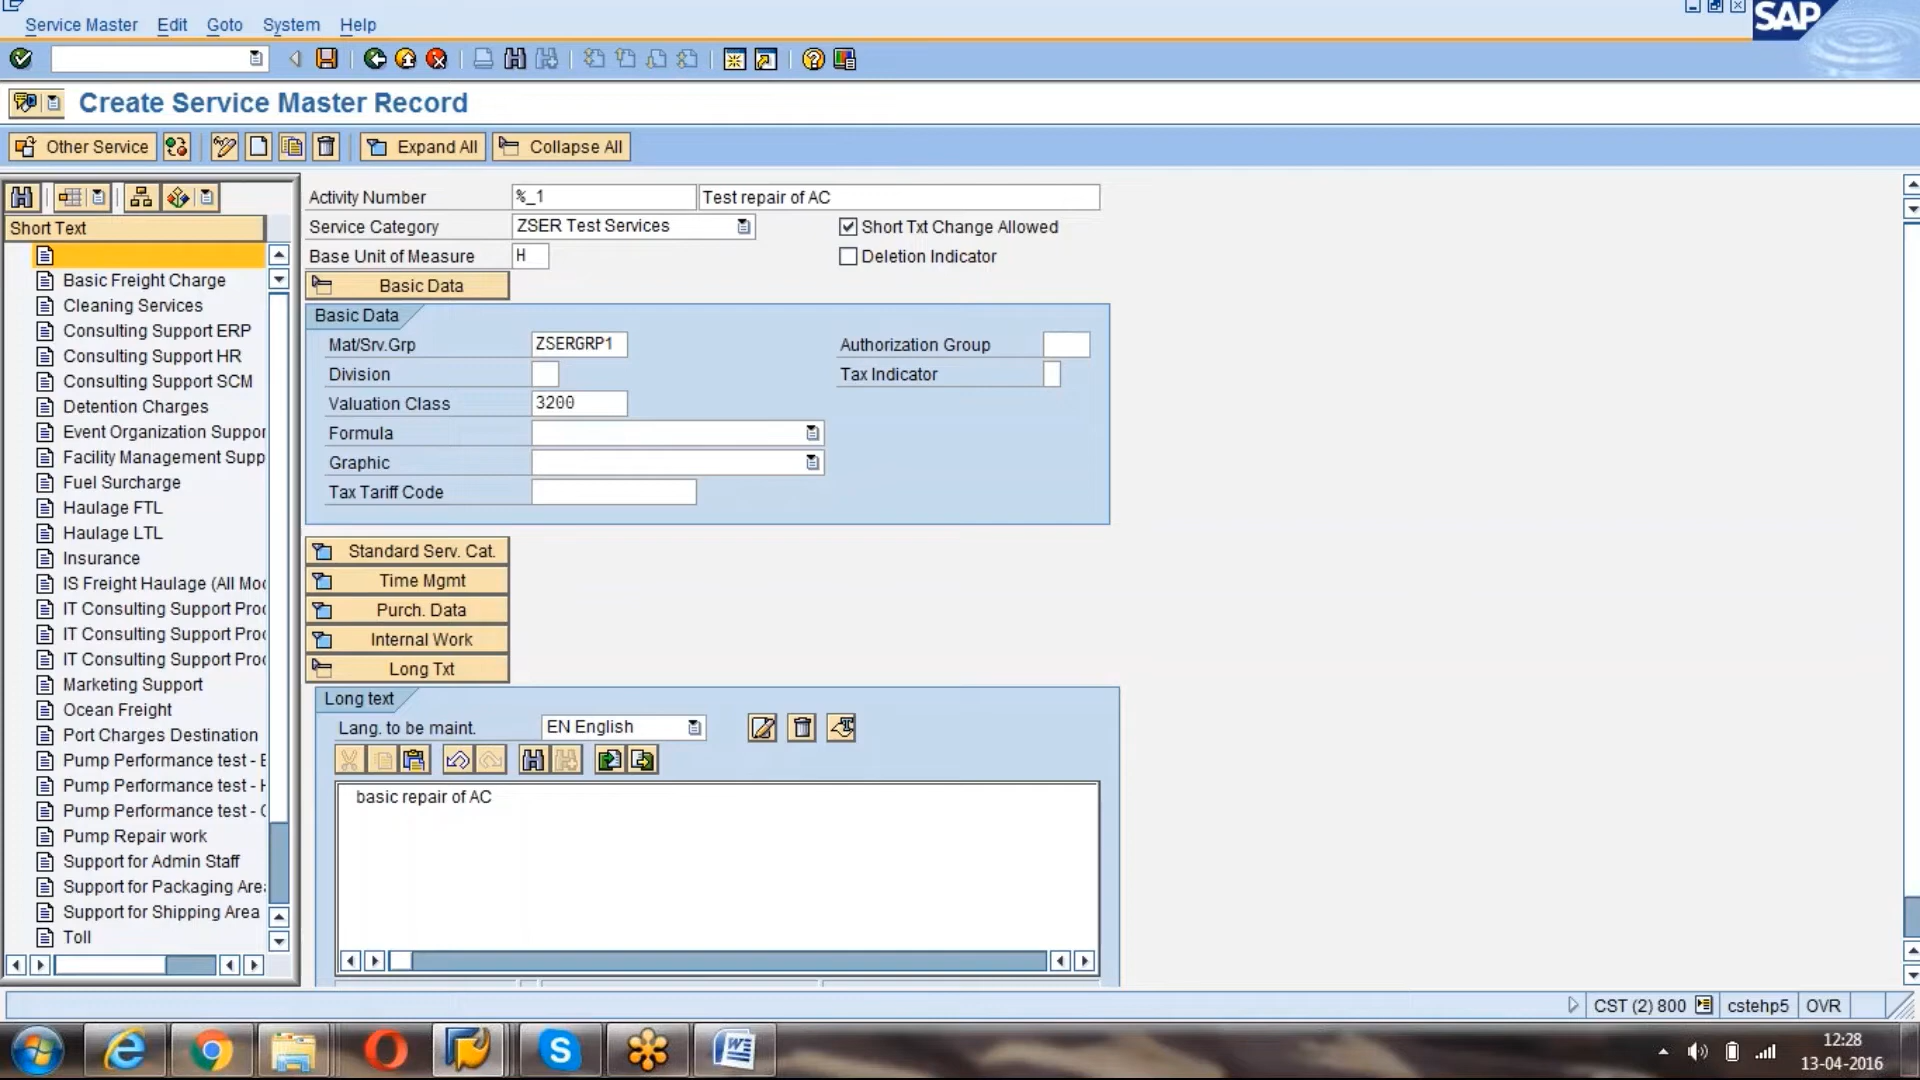 Service Master Edit Goto System Help
SAP
Create Service Master Record
Other Service Expand All Collapse All
Short Text
Basic Freight Charge
Cleaning Services
Consulting Support ERP
Consulting Support HR
Consulting Support SCM
Detention Charges
Event Organization Suppor
Facility Management Supp
Fuel Surcharge
Haulage FTL
Haulage LTL
Insurance
IS Freight Haulage (All Mo
IT Consulting Support Pro
IT Consulting Support Pro
IT Consulting Support Pro
Marketing Support
Ocean Freight
Port Charges Destination
Pump Performance test - E
Pump Performance test - H
Pump Performance test -
Pump Repair work
Support for Admin Staff
Support for Packaging Are
Support for Shipping Area
Toll
Activity Number %_1 Test repair of AC
Service Category ZSER Test Services Short Txt Change Allowed
Base Unit of Measure H Deletion Indicator
Basic Data
Basic Data
Mat/Srv.Grp ZSERGRP1 Authorization Group
Division Tax Indicator
Valuation Class 3200
Formula
Graphic
Tax Tariff Code
Standard Serv. Cat.
Time Mgmt
Purch. Data
Internal Work
Long Txt
Long text
Lang. to be maint. EN English
basic repair of AC
CST (2) 800 cstehp5 OVR
12:28
13-04-2016